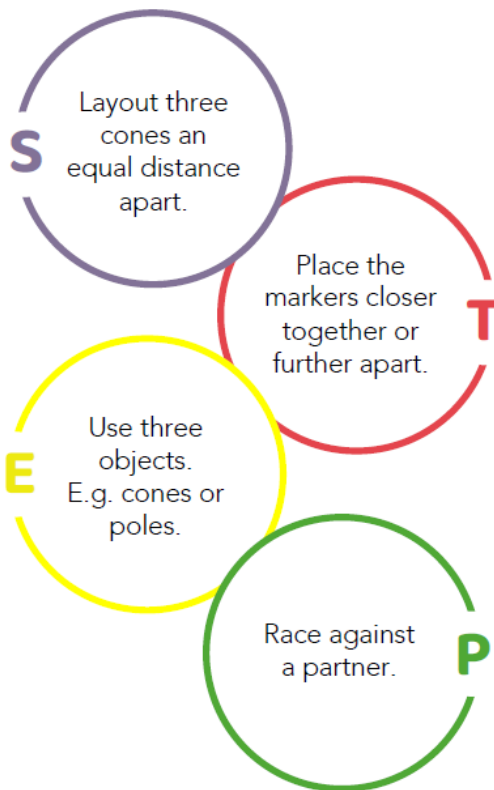 S
Layout three
cones an
equal distance
apart.
T
Place the
markers closer
together or
further apart.
E
Use three
objects.
E.g. cones or
poles.
P
Race against
a partner.